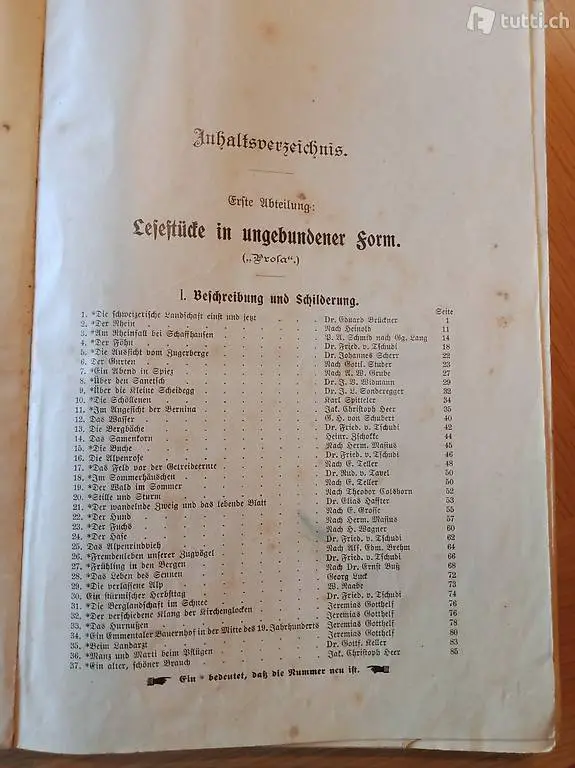 tutti.ch
Inhaltsverzeichnis.
Erste Abteilung:
Lesestücke in ungebundener Form.
(„Prosa“.)
I. Beschreibung und Schilderung.
Seite
1. *Die schweizerische Landschaft einst und jetzt . . . Dr. Eduard Brückner 1
2. *Der Rhein . . . Nach Heinold 11
3. *Am Rheinfall bei Schaffhausen . . . P. A. Schmid nach Gg. Lang 14
4. *Der Föhn . . . Dr. Fried. v. Tschudi 18
5. *Die Aussicht vom Zugerberge . . . Dr. Johannes Scherr 22
6. Der Gurten . . . Nach Gottl. Studer 23
7. *Ein Abend in Spiez . . . Nach A. W. Grube 27
8. *Über den Sanetsch . . . Dr. J. V. Widmann 29
9. *Über die Kleine Scheidegg . . . Dr. J. L. Sonderegger 32
10. *Die Schöllenen . . . Karl Spitteler 34
11. *Im Angesicht der Bernina . . . Jak. Christoph Heer 35
12. Das Wasser . . . G. H. von Schubert 40
13. Die Bergbäche . . . Dr. Fried. v. Tschudi 42
14. Das Samenkorn . . . Heinr. Zschokke 44
15. *Die Buche . . . Nach Herm. Masius 45
16. Die Alpenrose . . . Dr. Fried. v. Tschudi 46
17. *Das Feld vor der Getreideernte . . . Nach E. Teller 48
18. *Im Sommerhäuschen . . . Dr. Rud. v. Tavel 50
19. *Der Wald im Sommer . . . Nach E. Teller 50
20. *Stille und Sturm . . . Nach Theodor Colshorn 52
21. *Der wandelnde Zweig und das lebende Blatt . . . Dr. Elias Haffter 53
22. *Der Hund . . . Nach E. Grosse 55
23. *Der Fuchs . . . Nach Herm. Masius 57
24. *Der Hase . . . Nach H. Wagner 60
25. Das Alpenrindvieh . . . Dr. Fried. v. Tschudi 62
26. *Fremdenleben unserer Zugvögel . . . Nach Alf. Edm. Brehm 64
27. *Frühling in den Bergen . . . Dr. Fried. v. Tschudi 66
28. *Das Leben des Sennen . . . Nach Dr. Ernst Buß 68
29. *Die verlassene Alp . . . Georg Luck 72
30. Ein stürmischer Herbsttag . . . W. Raabe 73
31. *Die Berglandschaft im Schnee . . . Dr. Fried. v. Tschudi 74
32. *Der verschiedene Klang der Kirchenglocken . . . Jeremias Gotthelf 76
33. *Das Hurnußen . . . Jeremias Gotthelf 76
34. *Ein Emmentaler Bauernhof in der Mitte des 19. Jahrhunderts Jeremias Gotthelf 78
35. *Beim Landarzt . . . Jeremias Gotthelf 80
36. *Manz und Marti beim Pflügen . . . Dr. Gottf. Keller 83
37. *Ein alter, schöner Brauch . . . Jak. Christoph Heer 85
Ein * bedeutet, daß die Nummer neu ist.